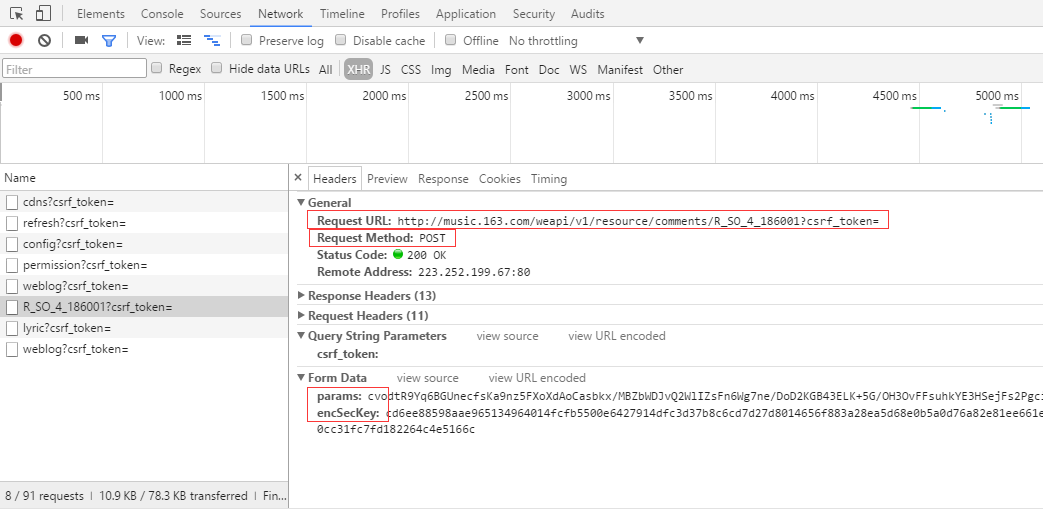 Elements Console Sources Network Timeline Profiles Application Security Audits
View: Preserve log Disable cache Offline No throttling
Filter Regex Hide data URLs All XHR JS CSS Img Media Font Doc WS Manifest Other
500 ms 1000 ms 1500 ms 2000 ms 2500 ms 3000 ms 3500 ms 4000 ms 4500 ms 5000 ms
Name
cdns?csrf_token=
refresh?csrf_token=
config?csrf_token=
permission?csrf_token=
weblog?csrf_token=
R_SO_4_186001?csrf_token=
lyric?csrf_token=
weblog?csrf_token=
8 / 91 requests | 10.9 KB / 78.3 KB transferred | Fin...
× Headers Preview Response Cookies Timing
General
Request URL: http://music.163.com/weapi/v1/resource/comments/R_SO_4_186001?csrf_token=
Request Method: POST
Status Code: 200 OK
Remote Address: 223.252.199.67:80
Response Headers (13)
Request Headers (11)
Query String Parameters view source view URL encoded
csrf_token:
Form Data view source view URL encoded
params: cvodtR9Yq6BGUnecfsKa9nz5FXoXdAoCasbkx/MBZbWDJvQ2WlIZsFn6Wg7ne/DoD2KGB43ELK+5G/OH3OvFFsuhkYE3HSejFs2Pgci
encSecKey: cd6ee88598aae965134964014fcfb5500e6427914dfc3d37b8c6cd7d27d8014656f883a28ea5d68e0b5a0d76a82e81ee661e
0cc31fc7fd182264c4e5166c